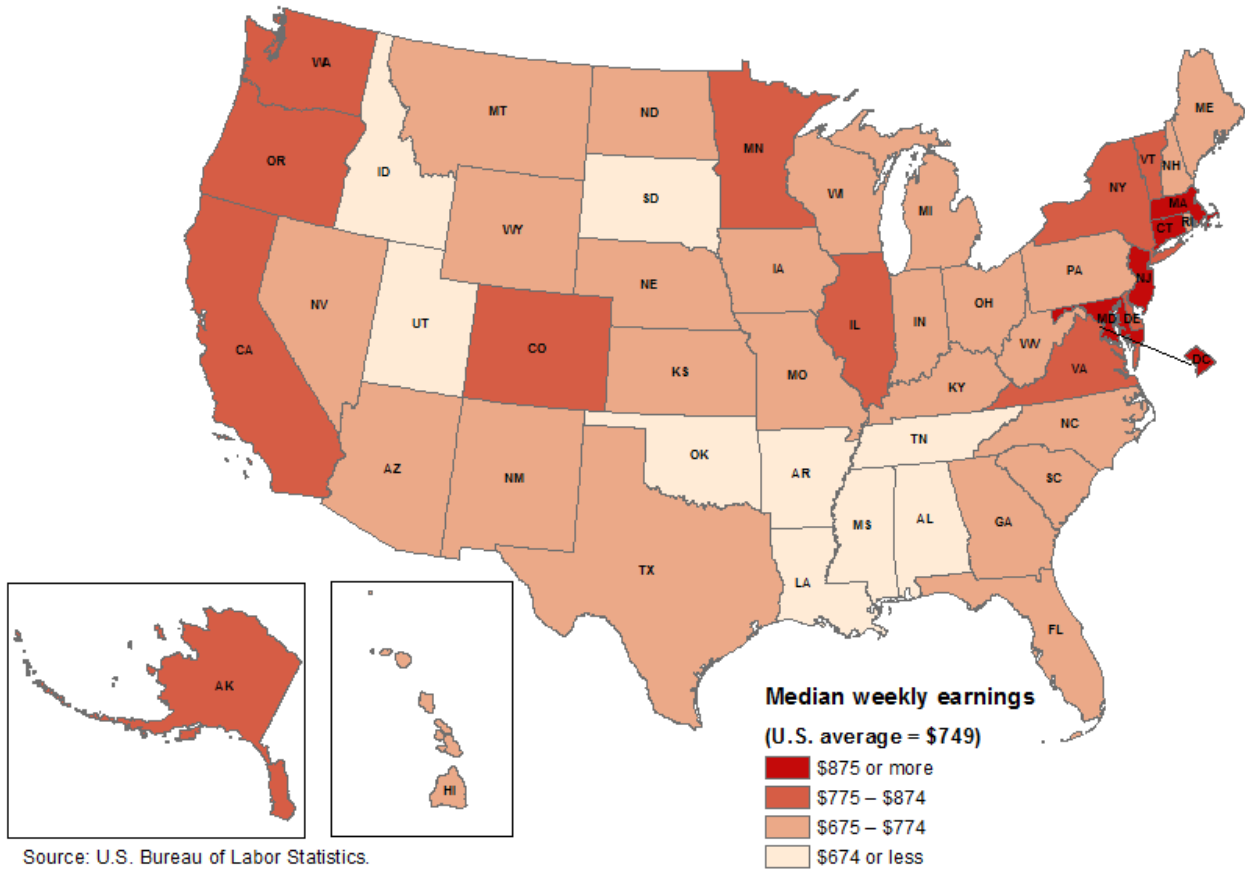 WA
MT
ND
MN
ME
OR
ID
SD
WI
MI
NY
VT
NH
MA
CT
RI
WY
IA
NE
PA
NJ
NV
UT
CO
CA
IL
IN
OH
MD
DE
DC
WV
VA
KS
MO
KY
NC
TN
AZ
NM
OK
AR
SC
MS
AL
GA
TX
LA
FL
AK
HI
Median weekly earnings
(U.S. average = $749)
$875 or more
$775 – $874
$675 – $774
$674 or less
Source: U.S. Bureau of Labor Statistics.